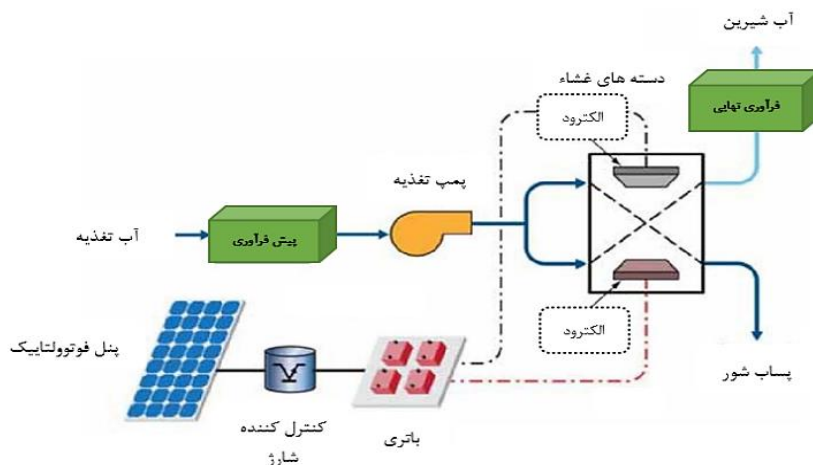 آب شیرین
فرآوری نهایی
دسته های غشاء
الکترود
پمپ تغذیه
آب تغذیه
پیش فرآوری
الکترود
پنل فوتوولتاییک
کنترل کننده
شارژ
باتری
پساب شور